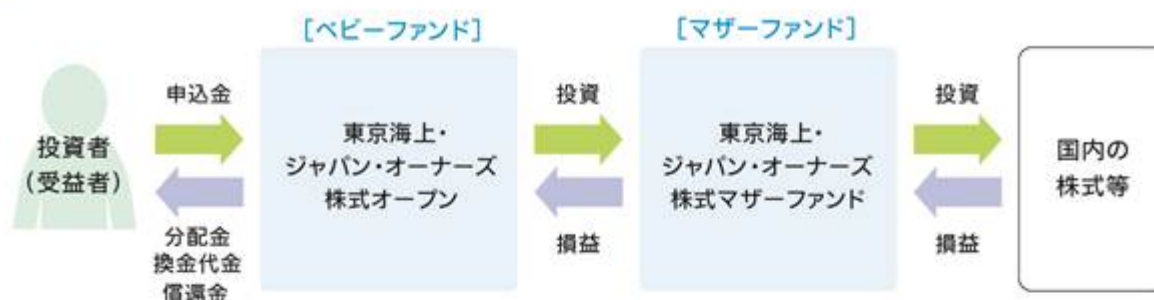 [ベビーファンド]
[マザーファンド]
投資者
(受益者)
申込金
分配金
換金代金
償還金
東京海上・
ジャパン・オーナーズ
株式オープン
投資
損益
東京海上・
ジャパン・オーナーズ
株式マザーファンド
投資
損益
国内の
株式等